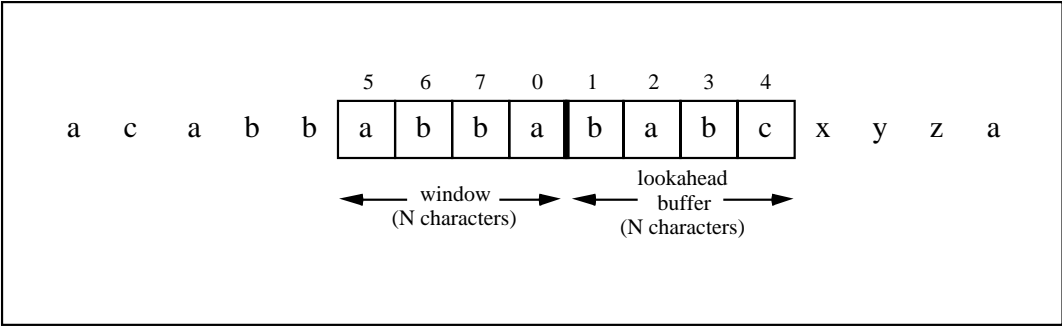 5 6 7 0 1 2 3 4
a c a b b a b b a b a b c x y z a
window
(N characters)
lookahead
buffer
(N characters)